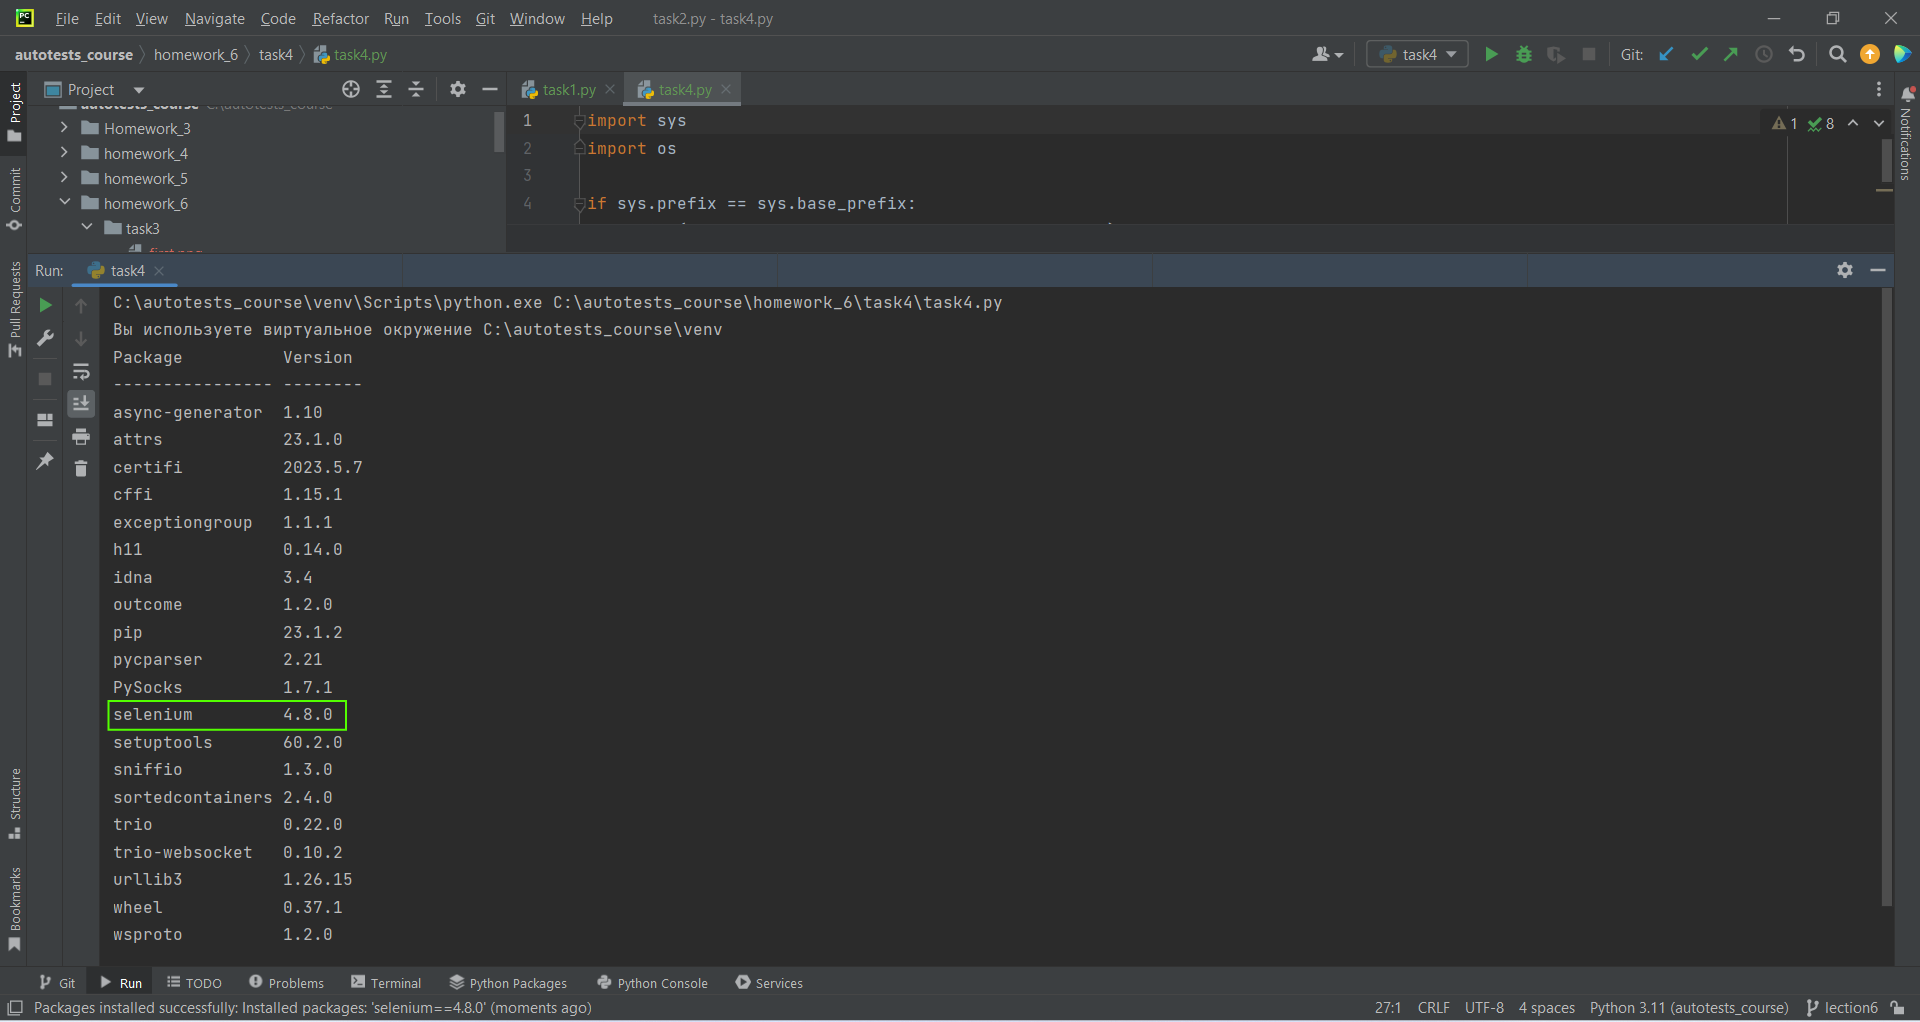 File Edit View Navigate Code Refactor Run Tools Git Window Help task2.py - task4.py
autotests_course homework_6 task4 task4.py task4 Git:
Project task1.py task4.py
autotests_course C:\autotests_course
Homework_3
homework_4
homework_5
homework_6
task3
first.png
1 import sys
2 import os
3
4 if sys.prefix == sys.base_prefix:
1 8
Project
Commit
Pull Requests
Structure
Bookmarks
Notifications
Run: task4
C:\autotests_course\venv\Scripts\python.exe C:\autotests_course\homework_6\task4\task4.py
Вы используете виртуальное окружение C:\autotests_course\venv
Package Version
---------------- --------
async-generator 1.10
attrs 23.1.0
certifi 2023.5.7
cffi 1.15.1
exceptiongroup 1.1.1
h11 0.14.0
idna 3.4
outcome 1.2.0
pip 23.1.2
pycparser 2.21
PySocks 1.7.1
selenium 4.8.0
setuptools 60.2.0
sniffio 1.3.0
sortedcontainers 2.4.0
trio 0.22.0
trio-websocket 0.10.2
urllib3 1.26.15
wheel 0.37.1
wsproto 1.2.0
Git Run TODO Problems Terminal Python Packages Python Console Services
Packages installed successfully: Installed packages: 'selenium==4.8.0' (moments ago) 27:1 CRLF UTF-8 4 spaces Python 3.11 (autotests_course) lection6